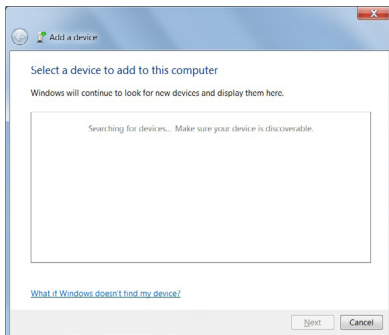 Add a device
Select a device to add to this computer
Windows will continue to look for new devices and display them here.
Searching for devices... Make sure your device is discoverable.
What if Windows doesn't find my device?
Next Cancel